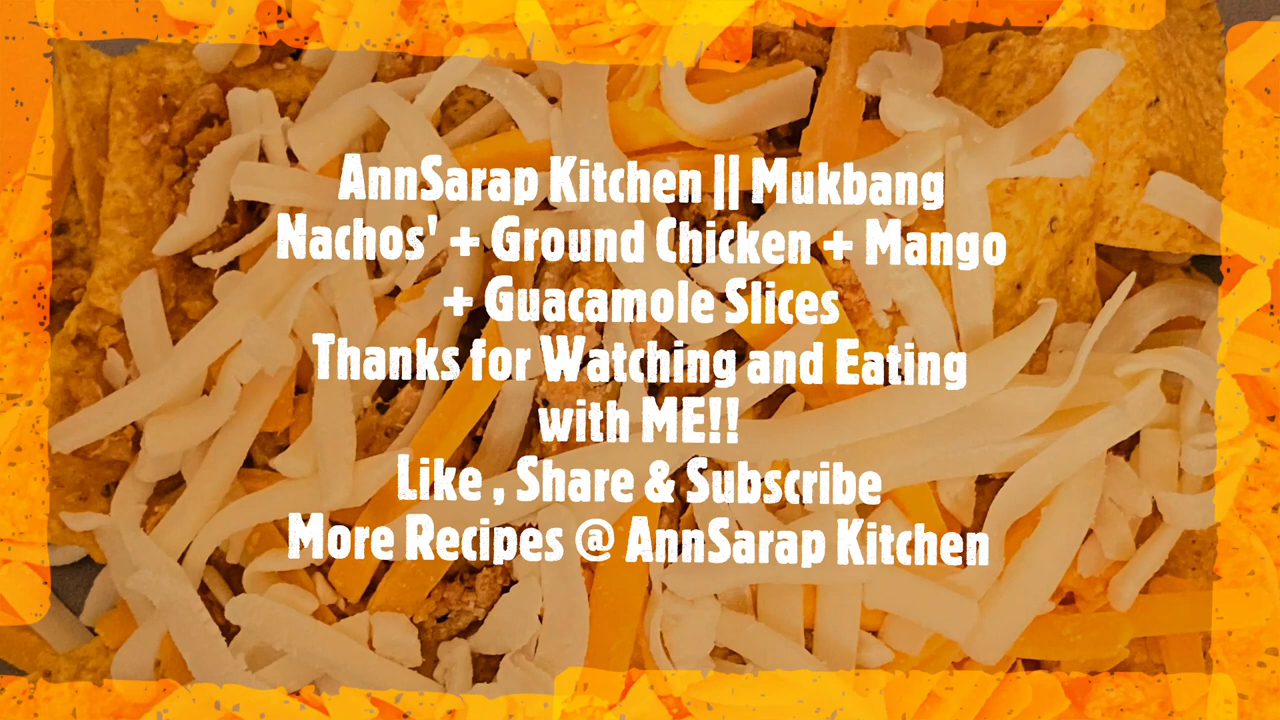 AnnSarap Kitchen || Mukbang
Nachos' + Ground Chicken + Mango
+ Guacamole Slices
Thanks for Watching and Eating
with ME!!
Like , Share & Subscribe
More Recipes @ AnnSarap Kitchen